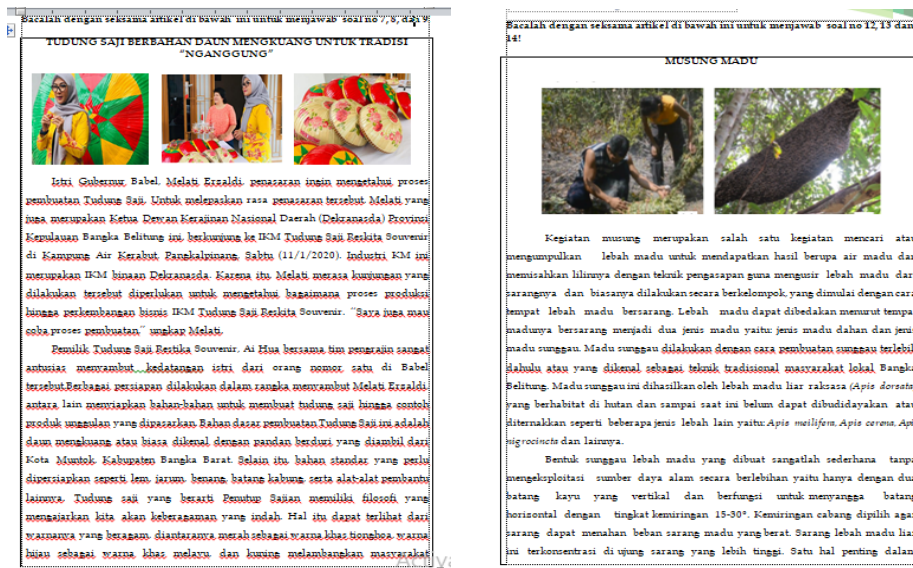 Bacalah dengan seksama artikel di bawah ini untuk menjawab soal no 7, 8, dan 9
TUDUNG SAJI BERBAHAN DAUN MENGKUANG UNTUK TRADISI
"NGANGGUNG"
Istri Gubernur Babel, Melati Erzaldi, penasaran ingin mengetahui proses
pembuatan Tudung Saji. Untuk melepaskan rasa penasaran tersebut, Melati yang
juga merupakan Ketua Dewan Kerajinan Nasional Daerah (Dekranasda) Provinsi
Kepulauan Bangka Belitung ini, berkunjung ke IKM Tudung Saji Reskita Souvenir
di Kampung Air Kerabut, Pangkalpinang, Sabtu (11/1/2020). Industri KM ini
merupakan IKM binaan Dekranasda. Karena itu, Melati merasa kunjungan yang
dilakukan tersebut diperlukan untuk mengetahui bagaimana proses produksi
hingga perkembangan bisnis IKM Tudung Saji Reskita Souvenir. "Saya juga mau
coba proses pembuatan," ungkap Melati.
Pemilik Tudung Saji Restika Souvenir, Ai Hua bersama tim pengrajin sangat
antusias menyambut kedatangan istri dari orang nomor satu di Babel
tersebut.Berbagai persiapan dilakukan dalam rangka menyambut Melati Erzaldi,
antara lain menyiapkan bahan-bahan untuk membuat tudung saji hingga contoh
produk unggulan yang dipasarkan. Bahan dasar pembuatan Tudung Saji ini adalah
daun mengkuang atau biasa dikenal dengan pandan berduri, yang diambil dari
Kota Muntok, Kabupaten Bangka Barat. Selain itu, bahan standar yang perlu
dipersiapkan seperti lem, jarum, benang, batang kabung, serta alat-alat pembantu
lainnya. Tudung saji yang berarti Penutup Sajian memiliki filosofi yang
mengajarkan kita akan keberagaman yang indah. Hal itu dapat terlihat dari
warnanya yang beragam, diantaranya merah sebagai warna khas tionghoa, warna
hijau sebagai warna khas melayu, dan kuning melambangkan masyarakat
Bacalah dengan seksama artikel di bawah ini untuk menjawab soal no 12, 13 dan
14!
MUSUNG MADU
Kegiatan musung merupakan salah satu kegiatan mencari atau
mengumpulkan lebah madu untuk mendapatkan hasil berupa air madu dan
memisahkan lilinnya dengan teknik pengasapan guna mengusir lebah madu dari
sarangnya dan biasanya dilakukan secara berkelompok, yang dimulai dengan cara
tempat lebah madu bersarang. Lebah madu dapat dibedakan menurut tempat
madunya bersarang menjadi dua jenis madu yaitu: jenis madu dahan dan jenis
madu sunggau. Madu sunggau dilakukan dengan cara pembuatan sunggau terlebih
dahulu atau yang dikenal sebagai teknik tradisional masyarakat lokal Bangka
Belitung. Madu sunggau ini dihasilkan oleh lebah madu liar raksasa (Apis dorsata)
yang berhabitat di hutan dan sampai saat ini belum dapat dibudidayakan atau
diternakkan seperti beberapa jenis lebah lain yaitu: Apis meilifera, Apis cerana, Apis
nigrocincta dan lainnya.
Bentuk sunggau lebah madu yang dibuat sangatlah sederhana tanpa
mengeksploitasi sumber daya alam secara berlebihan yaitu hanya dengan dua
batang kayu yang vertikal dan berfungsi untuk menyangga batang
horizontal dengan tingkat kemiringan 15-30°. Kemiringan cabang dipilih agar
sarang dapat menahan beban sarang madu yang berat. Sarang lebah madu liar
ini terkonsentrasi di ujung sarang yang lebih tinggi. Satu hal penting dalam